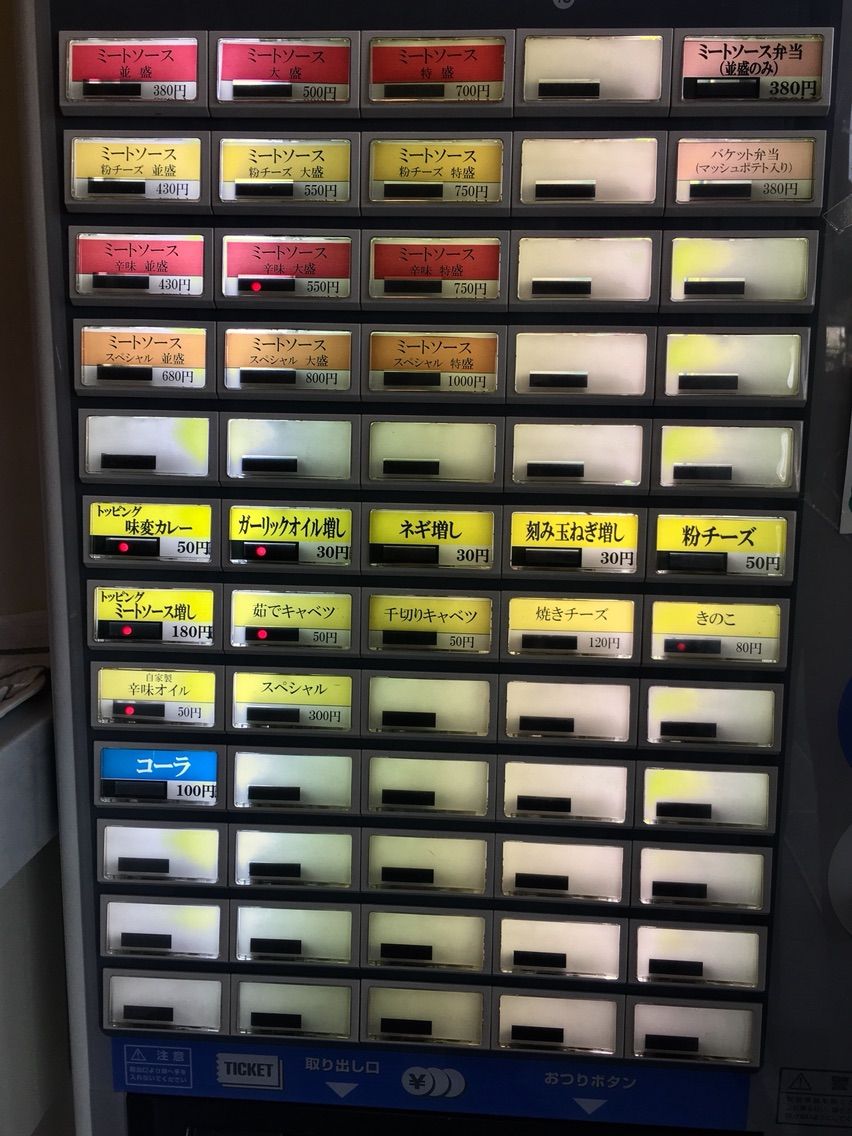 ミートソース
並盛
380円
ミートソース
大盛
500円
ミートソース
特盛
700円
ミートソース弁当
(並盛のみ)
380円
ミートソース
粉チーズ 並盛
430円
ミートソース
粉チーズ 大盛
550円
ミートソース
粉チーズ 特盛
750円
バケット弁当
(マッシュポテト入り)
380円
ミートソース
辛味 並盛
430円
ミートソース
辛味 大盛
550円
ミートソース
辛味 特盛
750円
ミートソース
スペシャル 並盛
680円
ミートソース
スペシャル 大盛
800円
ミートソース
スペシャル 特盛
1000円
トッピング
味変カレー
50円
ガーリックオイル増し
30円
ネギ増し
30円
刻み玉ねぎ増し
30円
粉チーズ
50円
トッピング
ミートソース増し
180円
茹でキャベツ
50円
千切りキャベツ
50円
焼きチーズ
120円
きのこ
80円
自家製
辛味オイル
50円
スペシャル
300円
コーラ
100円
注意
TICKET
取り出し口
¥
おつりボタン